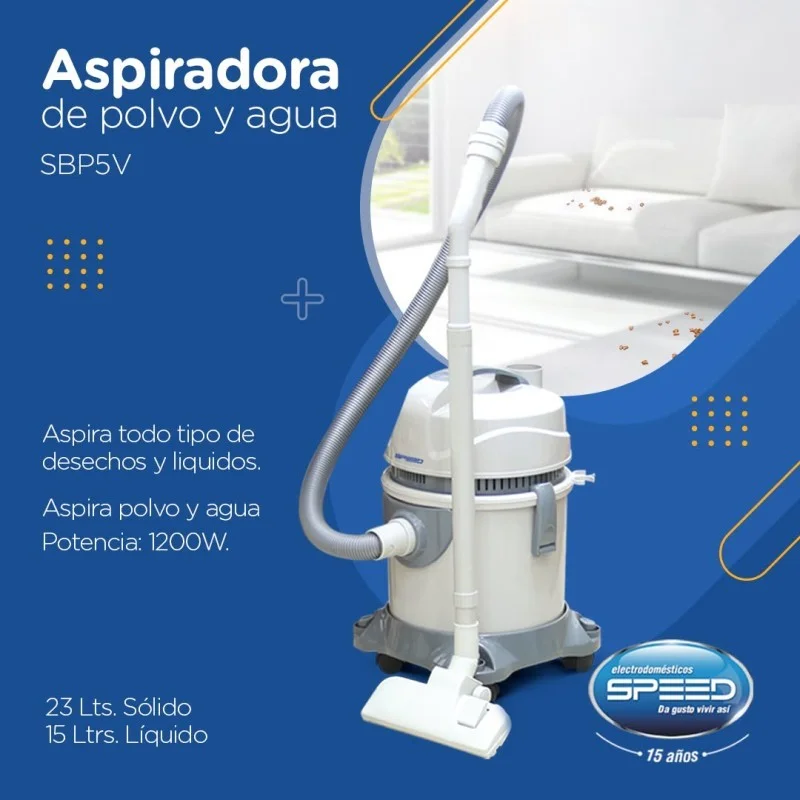 Aspiradora
de polvo y agua
SBP5V
Aspira todo tipo de
desechos y liquidos.
Aspira polvo y agua
Potencia: 1200W.
SPEED
23 Lts. Sólido
15 Ltrs. Líquido
electrodomésticos
SPEED
Da gusto vivir así
15 años